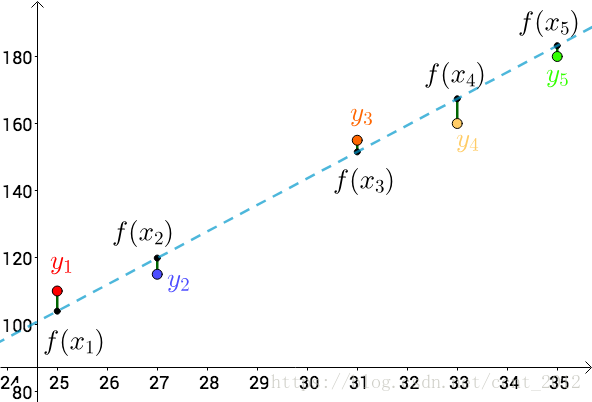 f(x₅)
180
f(x₄)
y₅
160
y₃
y₄
140
f(x₃)
f(x₂)
120
y₁
y₂
100
f(x₁)
24 25 26 27 28 29 30 31 32 33 34 35
80